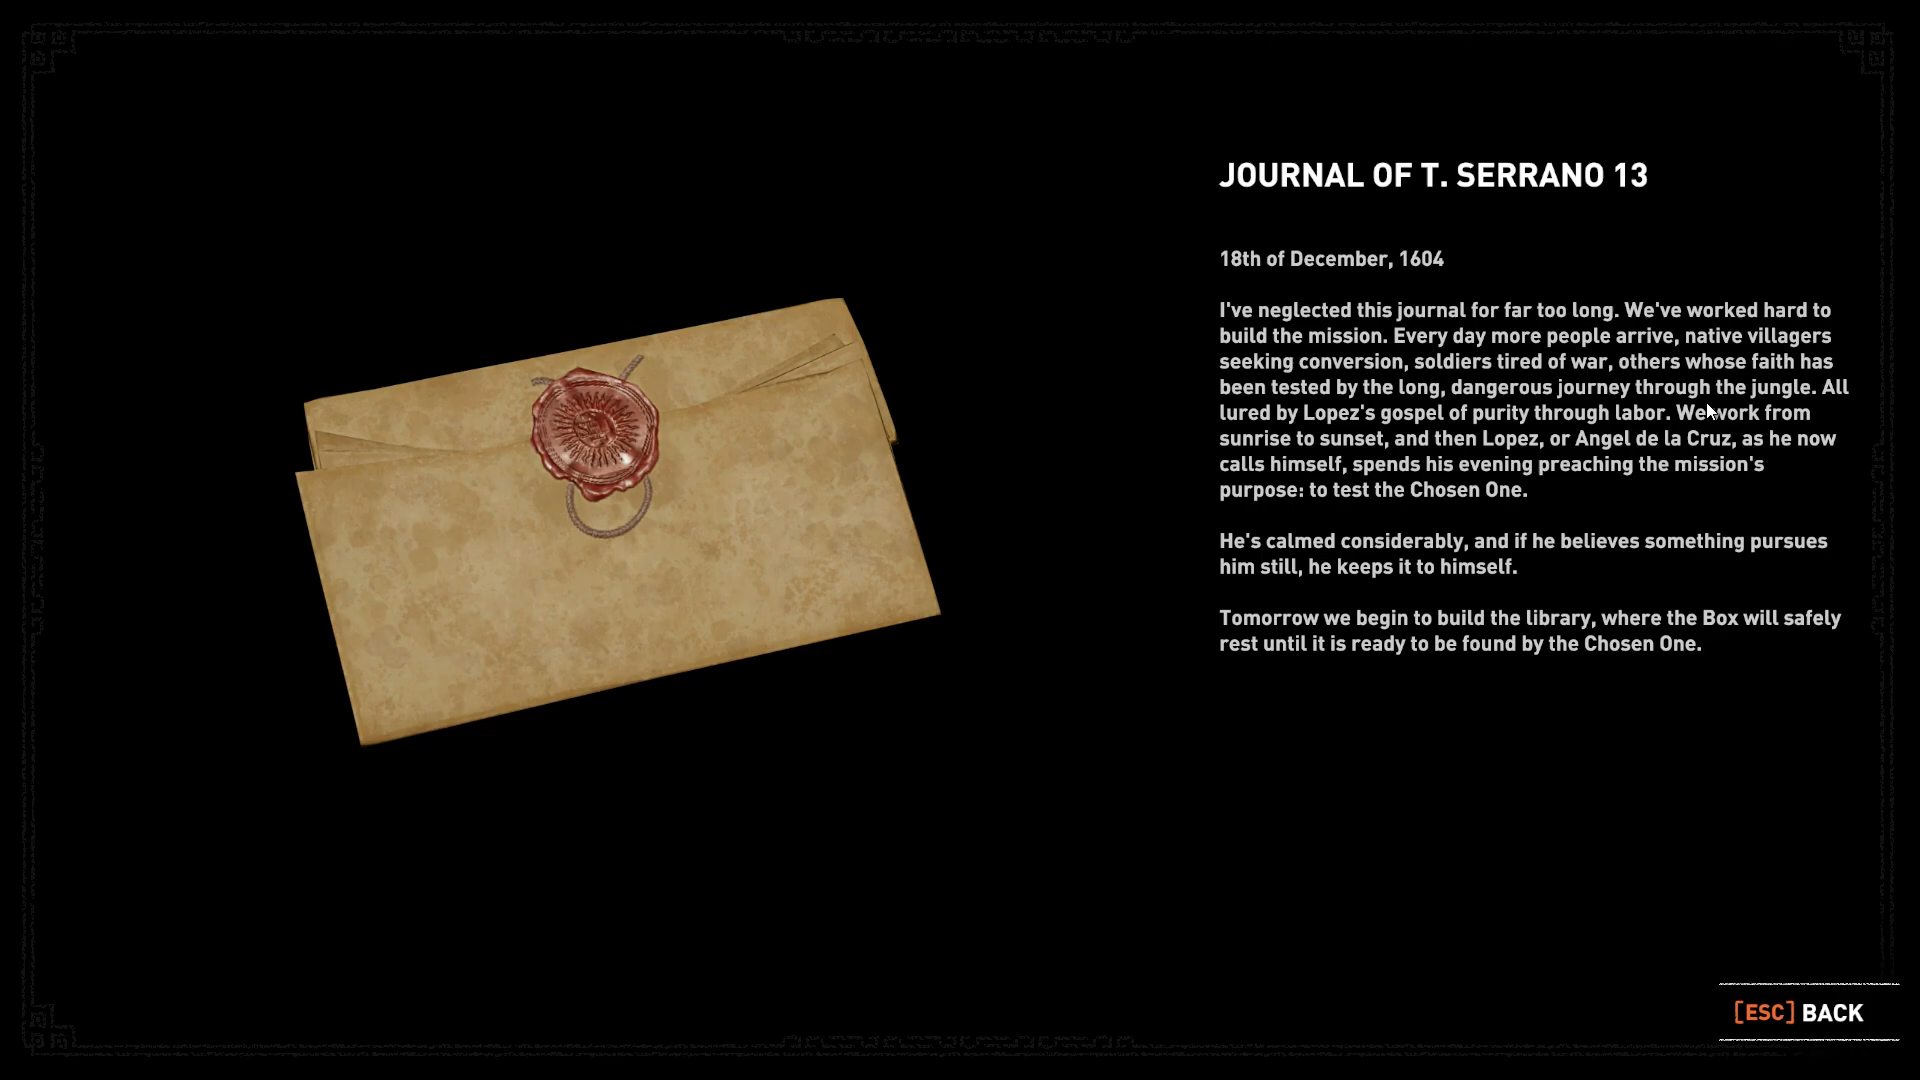 JOURNAL OF T. SERRANO 13
18th of December, 1604
I've neglected this journal for far too long. We've worked hard to
build the mission. Every day more people arrive, native villagers
seeking conversion, soldiers tired of war, others whose faith has
been tested by the long, dangerous journey through the jungle. All
lured by Lopez's gospel of purity through labor. We work from
sunrise to sunset, and then Lopez, or Angel de la Cruz, as he now
calls himself, spends his evening preaching the mission's
purpose: to test the Chosen One.
He's calmed considerably, and if he believes something pursues
him still, he keeps it to himself.
Tomorrow we begin to build the library, where the Box will safely
rest until it is ready to be found by the Chosen One.
[ESC] BACK